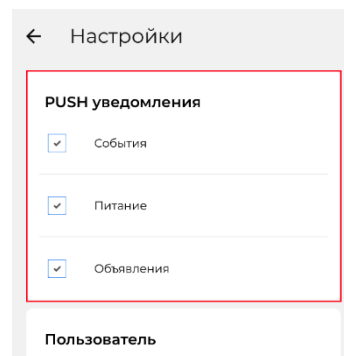 Настройки
PUSH уведомления
События
Питание
Объявления
Пользователь